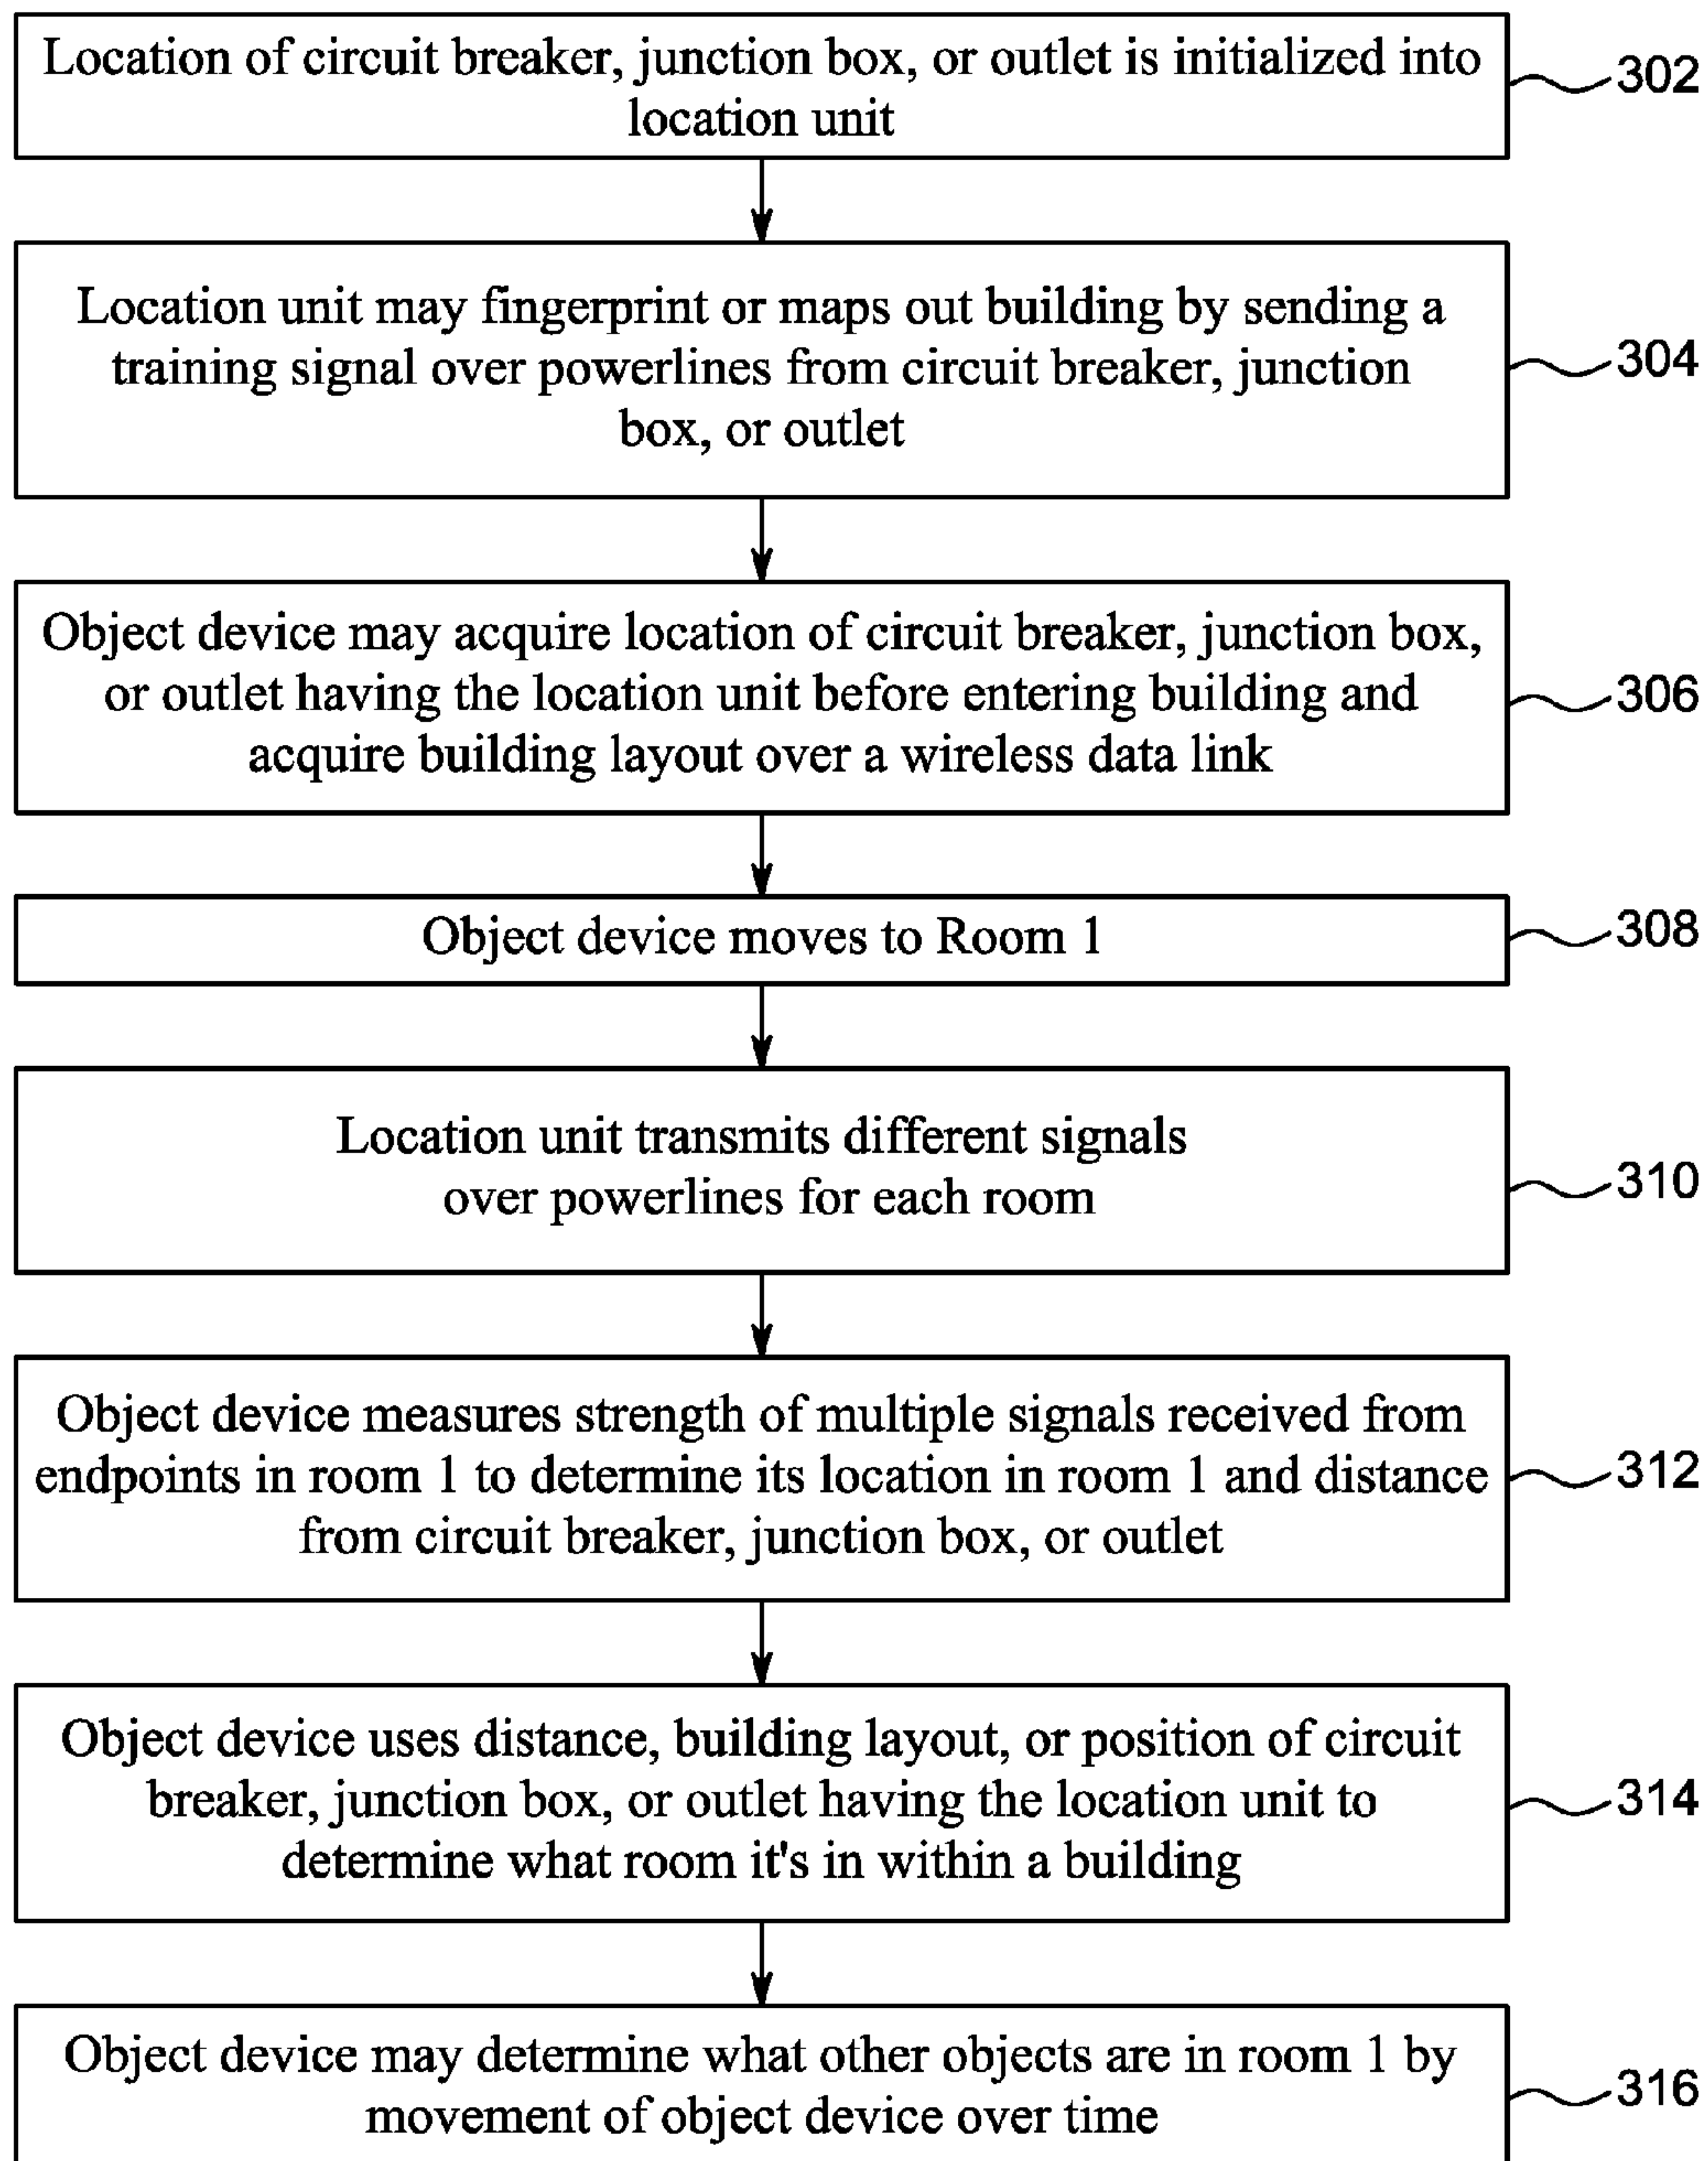 Location of circuit breaker, junction box, or outlet is initialized into
location unit
302
Location unit may fingerprint or maps out building by sending a
training signal over powerlines from circuit breaker, junction
box, or outlet
304
Object device may acquire location of circuit breaker, junction box,
or outlet having the location unit before entering building and
acquire building layout over a wireless data link
306
Object device moves to Room 1
308
Location unit transmits different signals
over powerlines for each room
310
Object device measures strength of multiple signals received from
endpoints in room 1 to determine its location in room 1 and distance
from circuit breaker, junction box, or outlet
312
Object device uses distance, building layout, or position of circuit
breaker, junction box, or outlet having the location unit to
determine what room it's in within a building
314
Object device may determine what other objects are in room 1 by
movement of object device over time
316